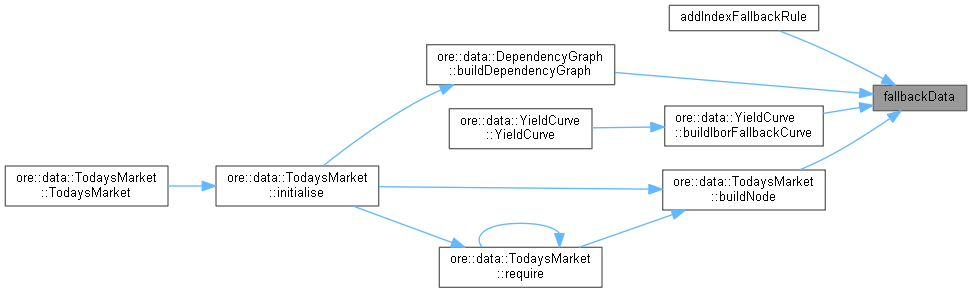 addIndexFallbackRule
ore::data::DependencyGraph
::buildDependencyGraph
fallbackData
ore::data::YieldCurve
::YieldCurve
ore::data::YieldCurve
::buildIborFallbackCurve
ore::data::TodaysMarket
::TodaysMarket
ore::data::TodaysMarket
::initialise
ore::data::TodaysMarket
::buildNode
ore::data::TodaysMarket
::require